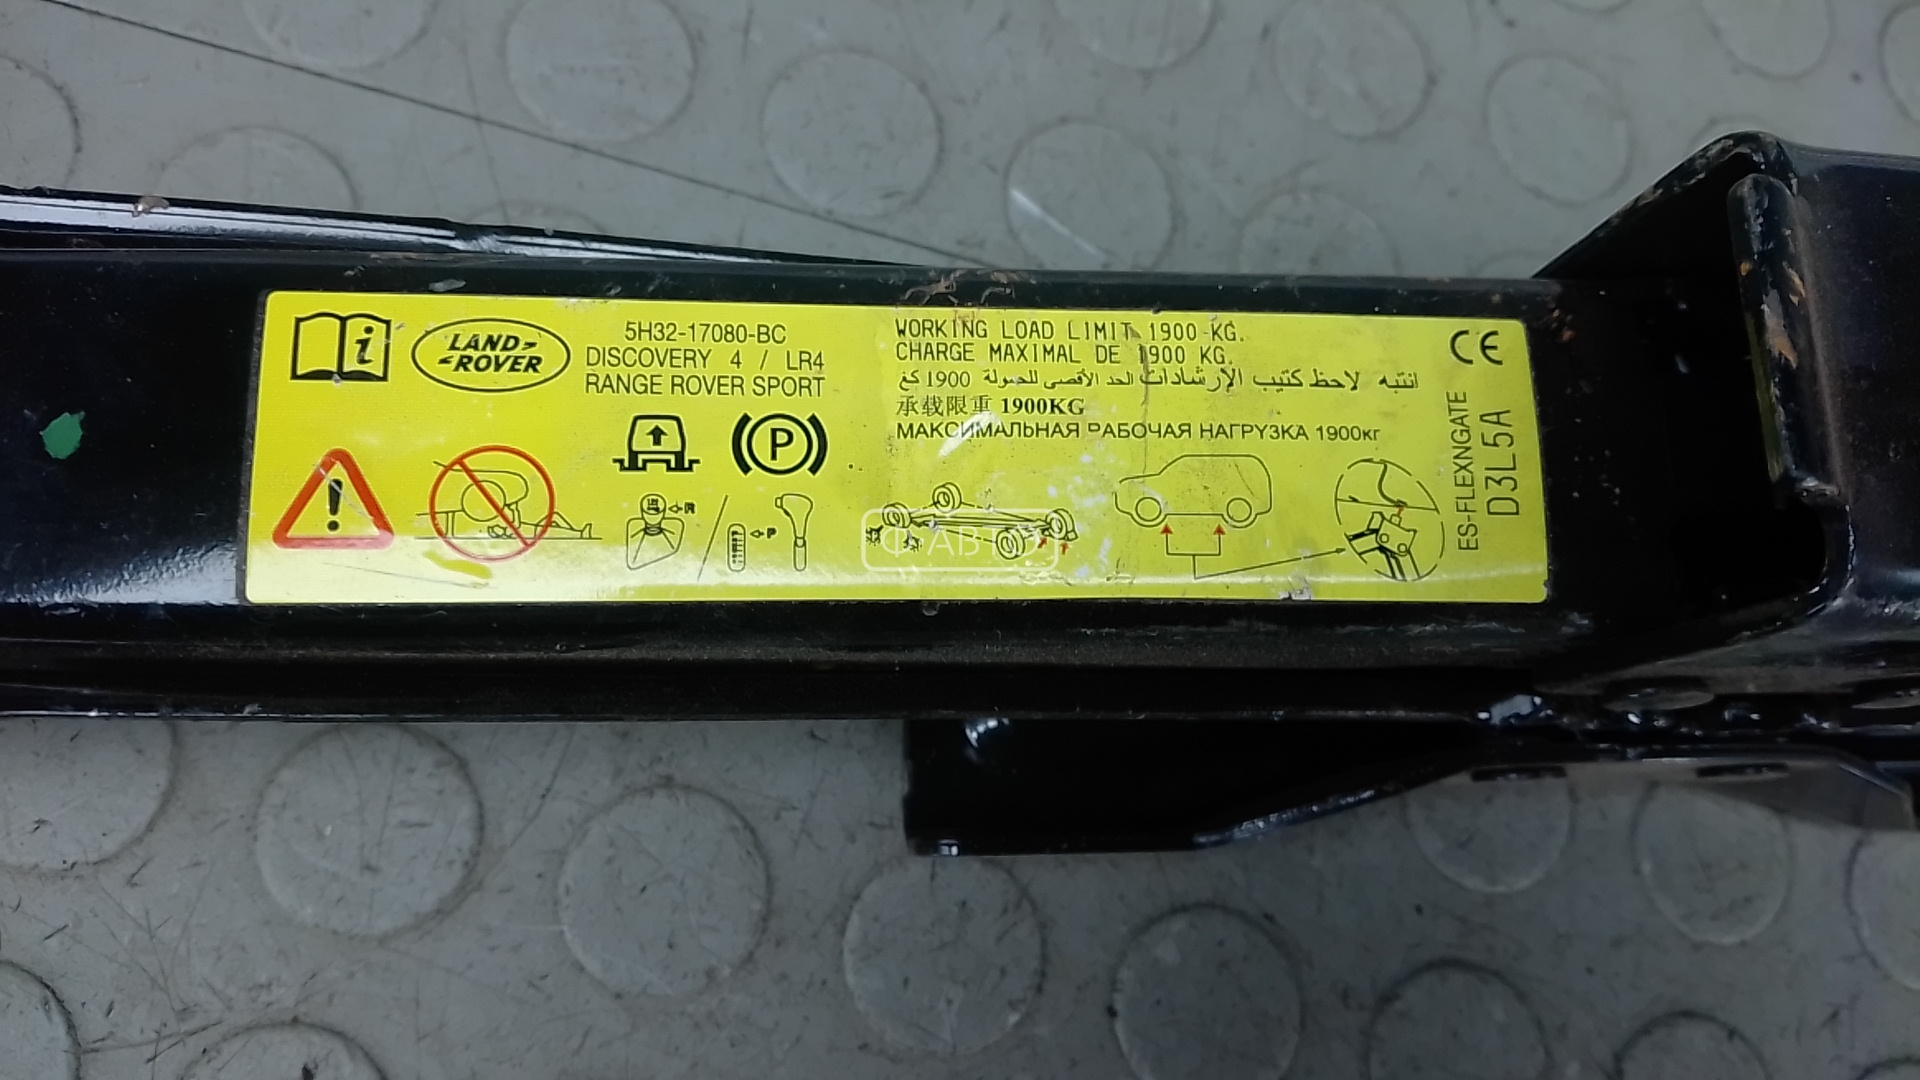 LAND ROVER
5H32-17080-BC
DISCOVERY 4 / LR4
RANGE ROVER SPORT
P
WORKING LOAD LIMIT 1900 KG.
CHARGE MAXIMAL DE 1900 KG.
انتبه لاحظ كتيب الإرشادات الحد الأقصى للحمولة 1900 كغ
承载限重 1900KG
МАКСИМАЛЬНАЯ РАБОЧАЯ НАГРУЗКА 1900кг
CE
ES-FLEXNGATE
D3L5A
i
!
P
Ф АВТО